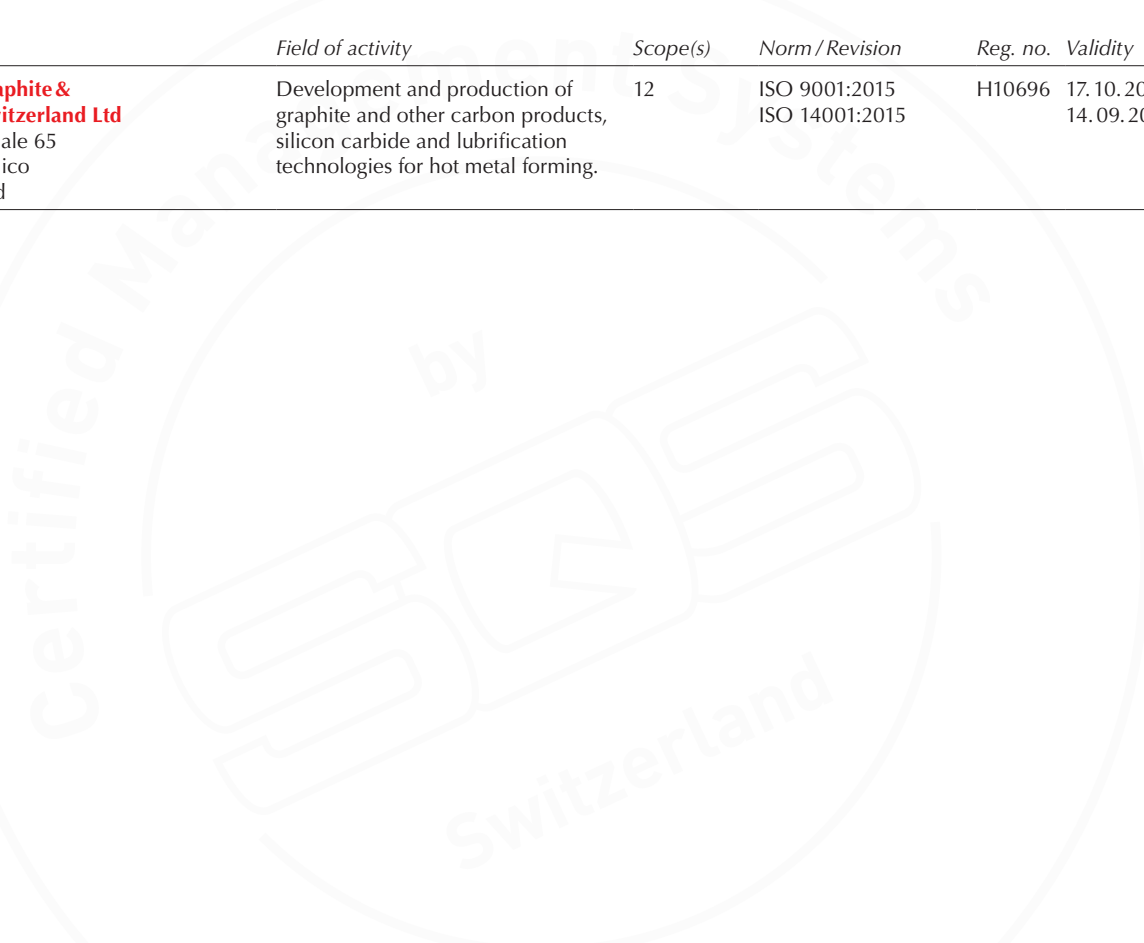 Field of activity Scope(s) Norm / Revision Reg. no. Validity
aphite & Development and production of 12 ISO 9001:2015 H10696 17.10.20
itzerland Ltd graphite and other carbon products, ISO 14001:2015 14.09.20
ale 65 silicon carbide and lubrification
ico technologies for hot metal forming.
d
Certified Management Systems
by
SQS
Switzerland